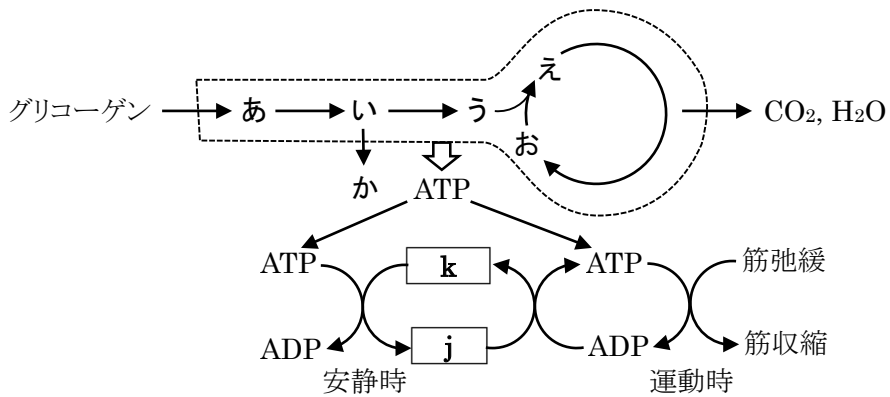 え
グリコーゲン あ い う CO₂, H₂O
お
か ATP
ATP k ATP 筋弛緩
ADP j ADP 筋収縮
安静時 運動時